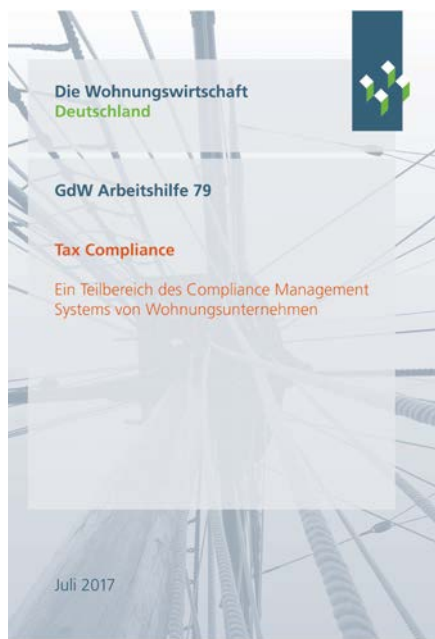 Die Wohnungswirtschaft
Deutschland
GdW Arbeitshilfe 79
Tax Compliance
Ein Teilbereich des Compliance Management
Systems von Wohnungsunternehmen
Juli 2017